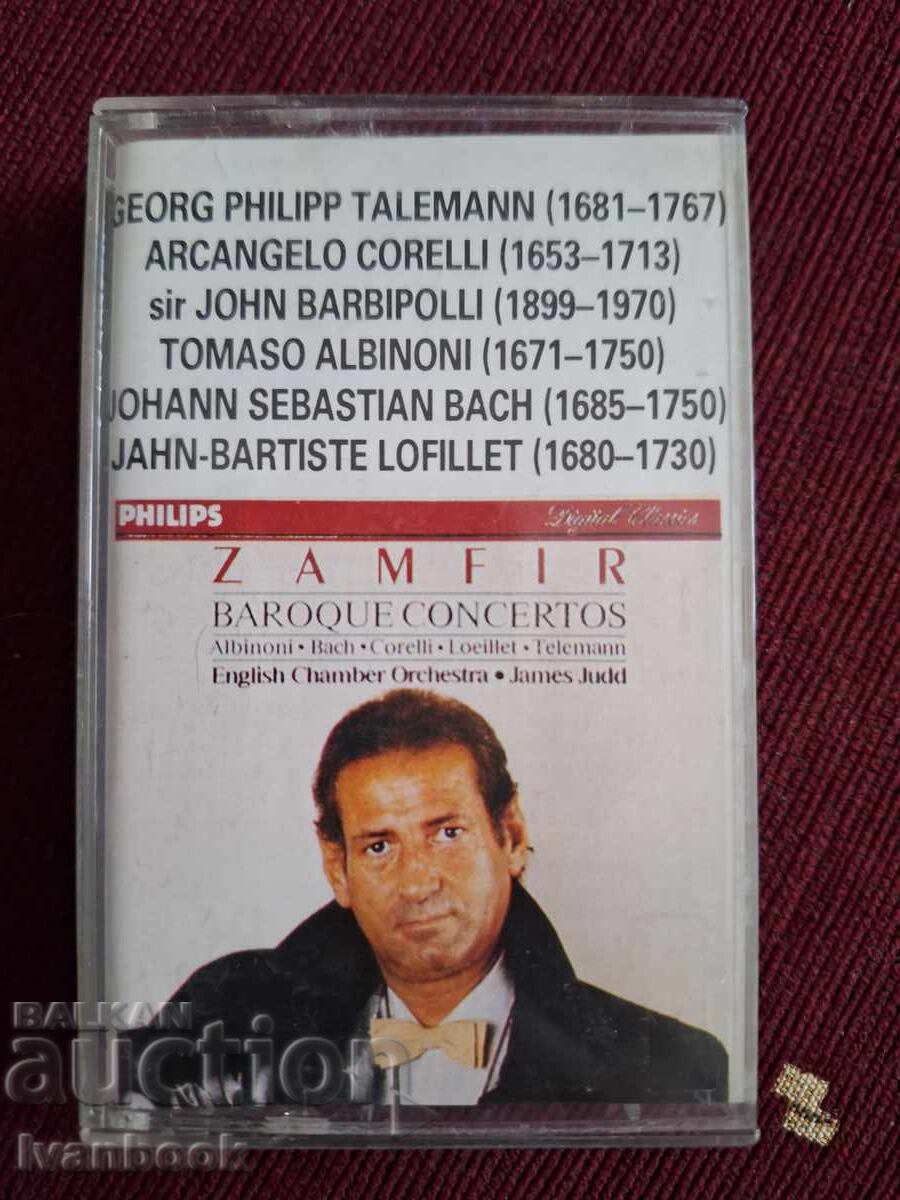 GEORG PHILIPP TALEMANN (1681–1767)
ARCANGELO CORELLI (1653–1713)
sir JOHN BARBIPOLLI (1899–1970)
TOMASO ALBINONI (1671–1750)
JOHANN SEBASTIAN BACH (1685–1750)
JAHN-BARTISTE LOFILLET (1680–1730)
PHILIPS Digital Classics
ZAMFIR
BAROQUE CONCERTOS
Albinoni • Bach • Corelli • Loeillet • Telemann
English Chamber Orchestra • James Judd
BALKAN
auction
Ivanbook